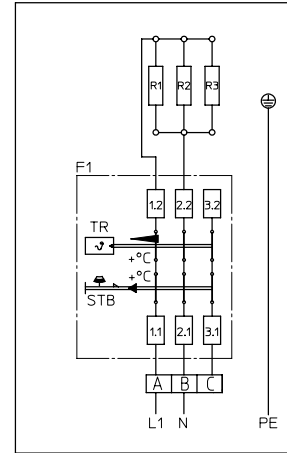 R1 R2 R3
F1
1.2 2.2 3.2
TR
+°C
+°C
STB
1.1 2.1 3.1
A B C
L1 N PE